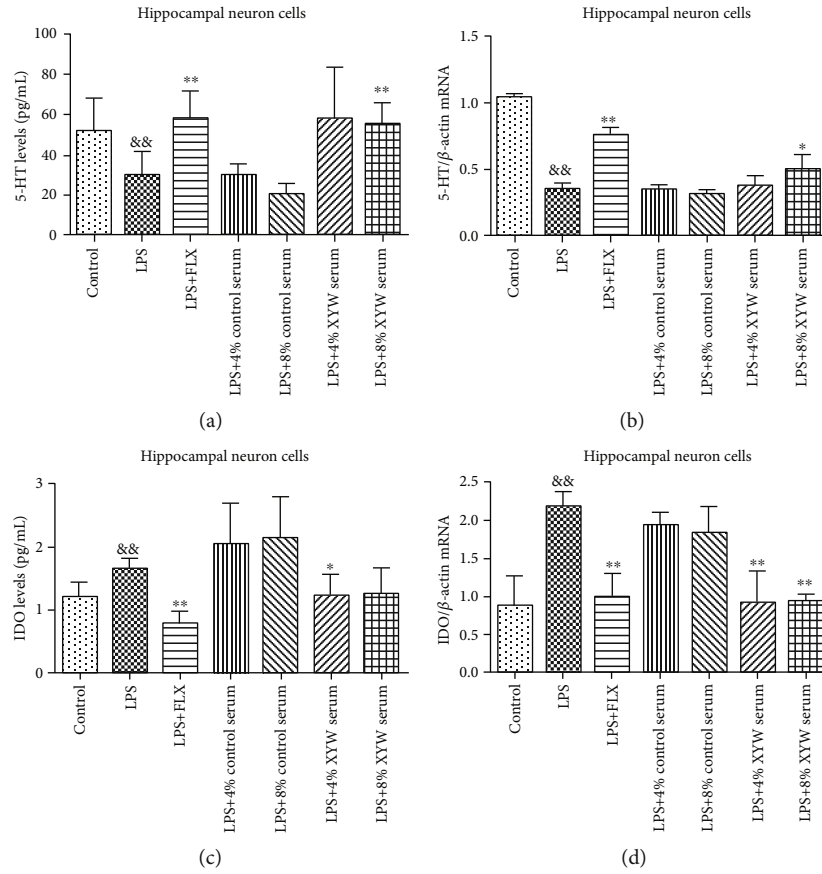 Hippocampal neuron cells
100
80
60
40
20
0
5-HT levels (pg/mL)
&&
**
**
Control
LPS
LPS+FLX
LPS+4% control serum
LPS+8% control serum
LPS+4% XYW serum
LPS+8% XYW serum
(a)
Hippocampal neuron cells
1.5
1.0
0.5
0.0
5-HT/β-actin mRNA
&&
**
*
Control
LPS
LPS+FLX
LPS+4% control serum
LPS+8% control serum
LPS+4% XYW serum
LPS+8% XYW serum
(b)
Hippocampal neuron cells
3
2
1
0
IDO levels (pg/mL)
&&
**
*
Control
LPS
LPS+FLX
LPS+4% control serum
LPS+8% control serum
LPS+4% XYW serum
LPS+8% XYW serum
(c)
Hippocampal neuron cells
2.5
2.0
1.5
1.0
0.5
0.0
IDO/β-actin mRNA
&&
**
**
**
Control
LPS
LPS+FLX
LPS+4% control serum
LPS+8% control serum
LPS+4% XYW serum
LPS+8% XYW serum
(d)